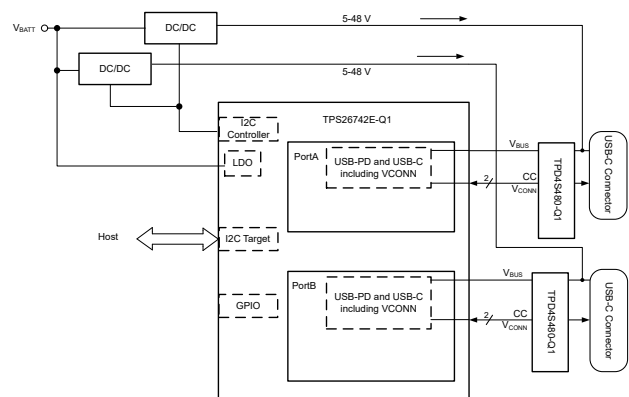 VBATT
DC/DC
5-48 V
DC/DC
5-48 V
TPS26742E-Q1
I2C
Controller
LDO
PortA
USB-PD and USB-C
including VCONN
VBUS
2
CC
VCONN
TPD4S480-Q1
USB-C Connector
Host
I2C Target
GPIO
PortB
USB-PD and USB-C
including VCONN
VBUS
2
CC
VCONN
TPD4S480-Q1
USB-C Connector